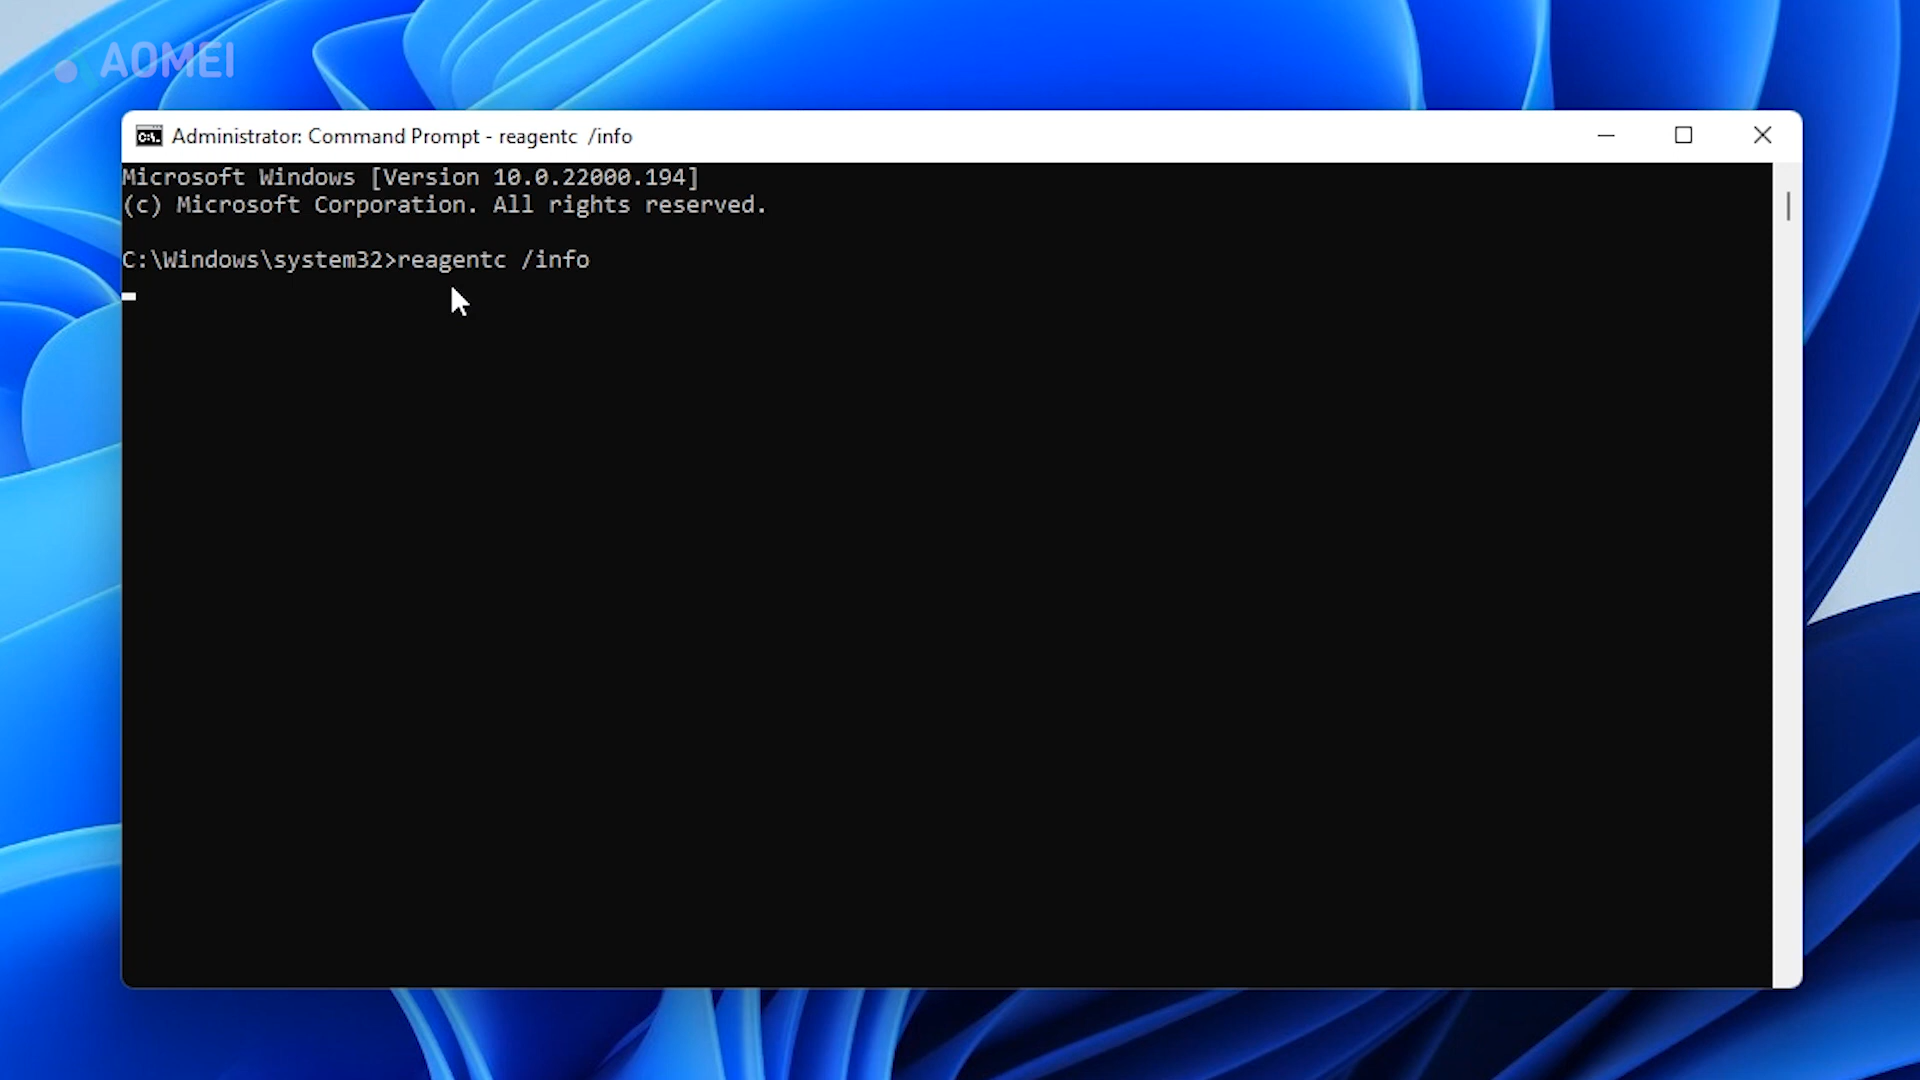 AOMEI
Administrator: Command Prompt - reagentc  /info
Microsoft Windows [Version 10.0.22000.194]
(c) Microsoft Corporation. All rights reserved.
C:\Windows\system32>reagentc /info